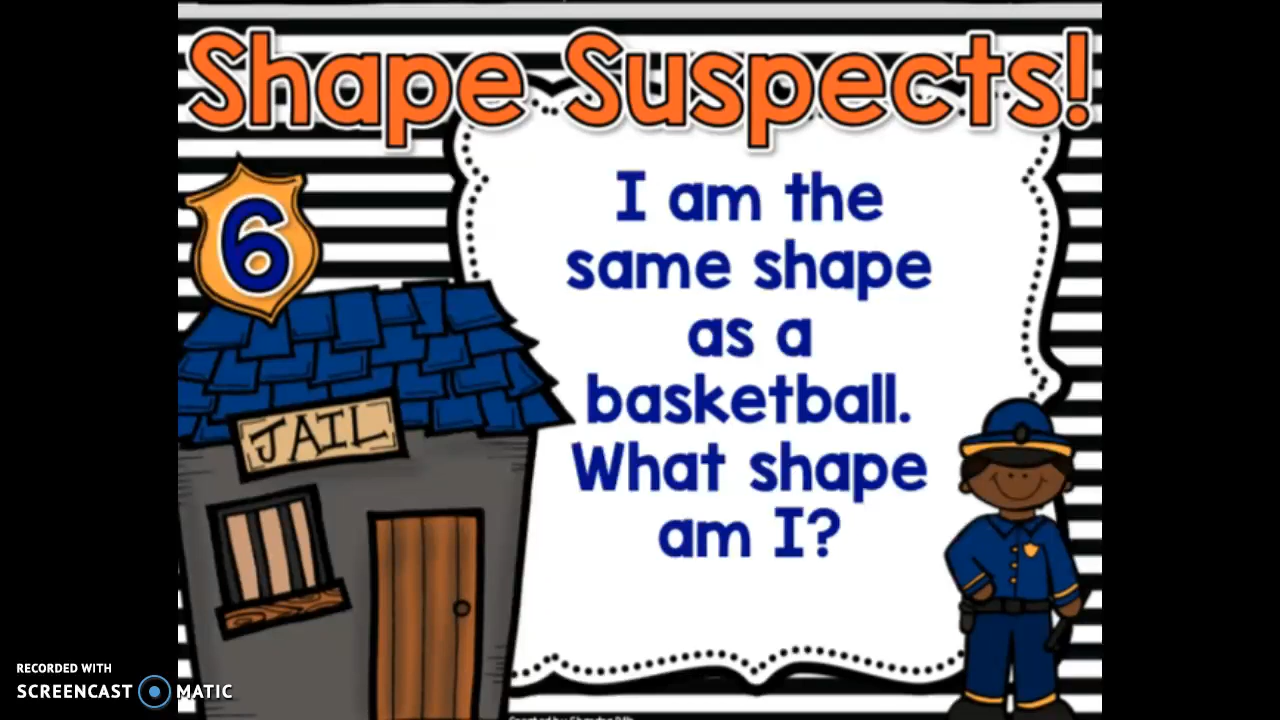 Shape Suspects!
6
I am the
same shape
as a
basketball.
What shape
am I?
JAIL
RECORDED WITH
SCREENCAST MATIC